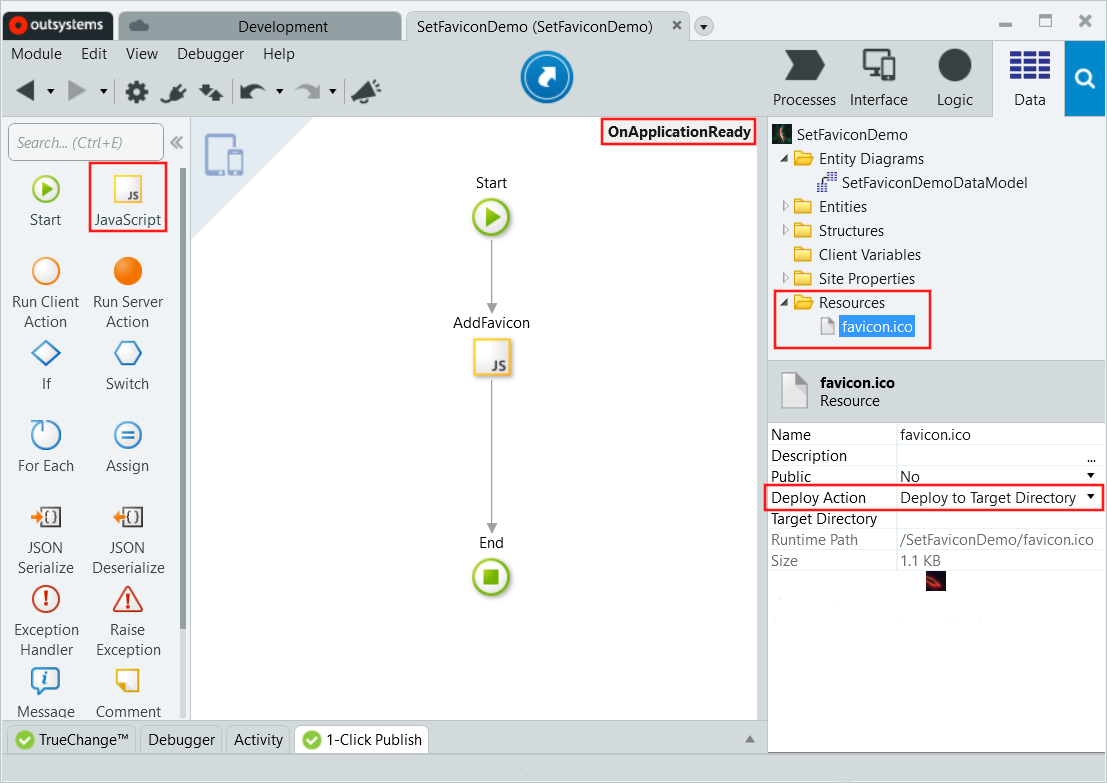 outsystems
Development
SetFaviconDemo (SetFaviconDemo)
Module Edit View Debugger Help
Processes
Interface
Logic
Data
Search... (Ctrl+E)
Start
JavaScript
Run Client Action
Run Server Action
If
Switch
For Each
Assign
JSON Serialize
JSON Deserialize
Exception Handler
Raise Exception
Message
Comment
OnApplicationReady
Start
AddFavicon
JS
End
SetFaviconDemo
Entity Diagrams
SetFaviconDemoDataModel
Entities
Structures
Client Variables
Site Properties
Resources
favicon.ico
favicon.ico
Resource
Name favicon.ico
Description ...
Public No
Deploy Action Deploy to Target Directory
Target Directory
Runtime Path /SetFaviconDemo/favicon.ico
Size 1.1 KB
TrueChange™ Debugger Activity 1-Click Publish